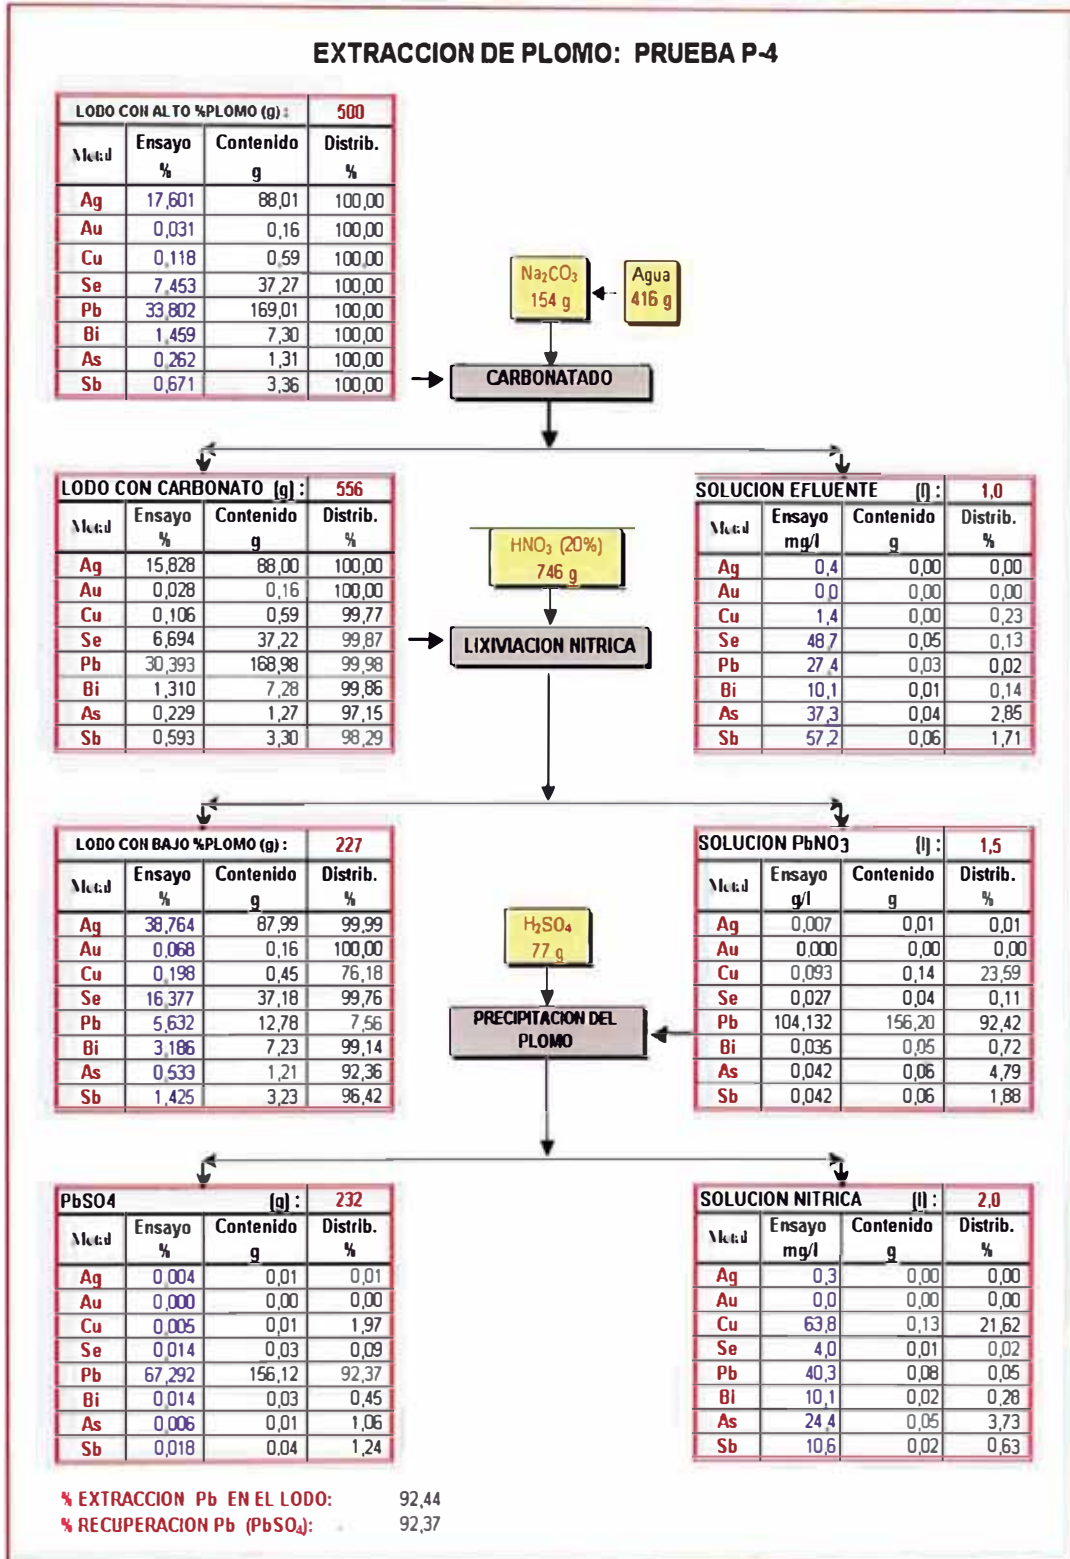 EXTRACCION DE PLOMO: PRUEBA P-4
LODO CON ALTO %PLOMO (g) : 500
Metal Ensayo % Contenido g Distrib. %
Ag 17,601 88,01 100,00
Au 0,031 0,16 100,00
Cu 0,118 0,59 100,00
Se 7,453 37,27 100,00
Pb 33,802 169,01 100,00
Bi 1,459 7,30 100,00
As 0,262 1,31 100,00
Sb 0,671 3,36 100,00
Na₂CO₃
154 g
Agua
416 g
CARBONATADO
LODO CON CARBONATO (g) : 556
Metal Ensayo % Contenido g Distrib. %
Ag 15,828 88,00 100,00
Au 0,028 0,16 100,00
Cu 0,106 0,59 99,77
Se 6,694 37,22 99,87
Pb 30,393 168,98 99,98
Bi 1,310 7,28 99,86
As 0,229 1,27 97,15
Sb 0,593 3,30 98,29
HNO₃ (20%)
746 g
LIXIVIACION NITRICA
SOLUCION EFLUENTE (l) : 1,0
Metal Ensayo mg/l Contenido g Distrib. %
Ag 0,4 0,00 0,00
Au 0,0 0,00 0,00
Cu 1,4 0,00 0,23
Se 48,7 0,05 0,13
Pb 27,4 0,03 0,02
Bi 10,1 0,01 0,14
As 37,3 0,04 2,85
Sb 57,2 0,06 1,71
LODO CON BAJO %PLOMO (g) : 227
Metal Ensayo % Contenido g Distrib. %
Ag 38,764 87,99 99,99
Au 0,068 0,16 100,00
Cu 0,198 0,45 76,18
Se 16,377 37,18 99,76
Pb 5,632 12,78 7,56
Bi 3,186 7,23 99,14
As 0,533 1,21 92,36
Sb 1,425 3,23 96,42
H₂SO₄
77 g
PRECIPITACION DEL
PLOMO
SOLUCION PbNO₃ (l) : 1,5
Metal Ensayo g/l Contenido g Distrib. %
Ag 0,007 0,01 0,01
Au 0,000 0,00 0,00
Cu 0,093 0,14 23,59
Se 0,027 0,04 0,11
Pb 104,132 156,20 92,42
Bi 0,035 0,05 0,72
As 0,042 0,06 4,79
Sb 0,042 0,06 1,88
PbSO4 (g) : 232
Metal Ensayo % Contenido g Distrib. %
Ag 0,004 0,01 0,01
Au 0,000 0,00 0,00
Cu 0,005 0,01 1,97
Se 0,014 0,03 0,09
Pb 67,292 156,12 92,37
Bi 0,014 0,03 0,45
As 0,006 0,01 1,06
Sb 0,018 0,04 1,24
SOLUCION NITRICA (l) : 2,0
Metal Ensayo mg/l Contenido g Distrib. %
Ag 0,3 0,00 0,00
Au 0,0 0,00 0,00
Cu 63,8 0,13 21,62
Se 4,0 0,01 0,02
Pb 40,3 0,08 0,05
Bi 10,1 0,02 0,28
As 24,4 0,05 3,73
Sb 10,6 0,02 0,63
% EXTRACCION Pb EN EL LODO: 92,44
% RECUPERACION Pb (PbSO₄): 92,37